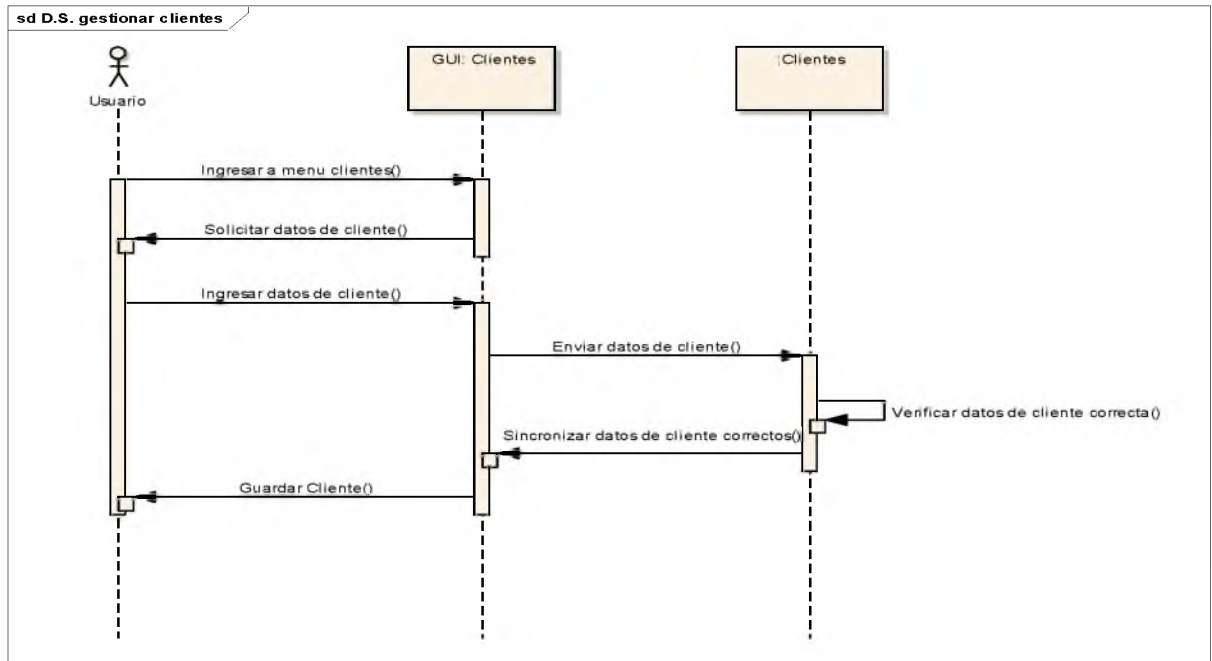 sd D.S. gestionar clientes
Usuario
GUI: Clientes
:Clientes
Ingresar a menu clientes()
Solicitar datos de cliente()
Ingresar datos de cliente()
Enviar datos de cliente()
Verificar datos de cliente correcta()
Sincronizar datos de cliente correctos()
Guardar Cliente()